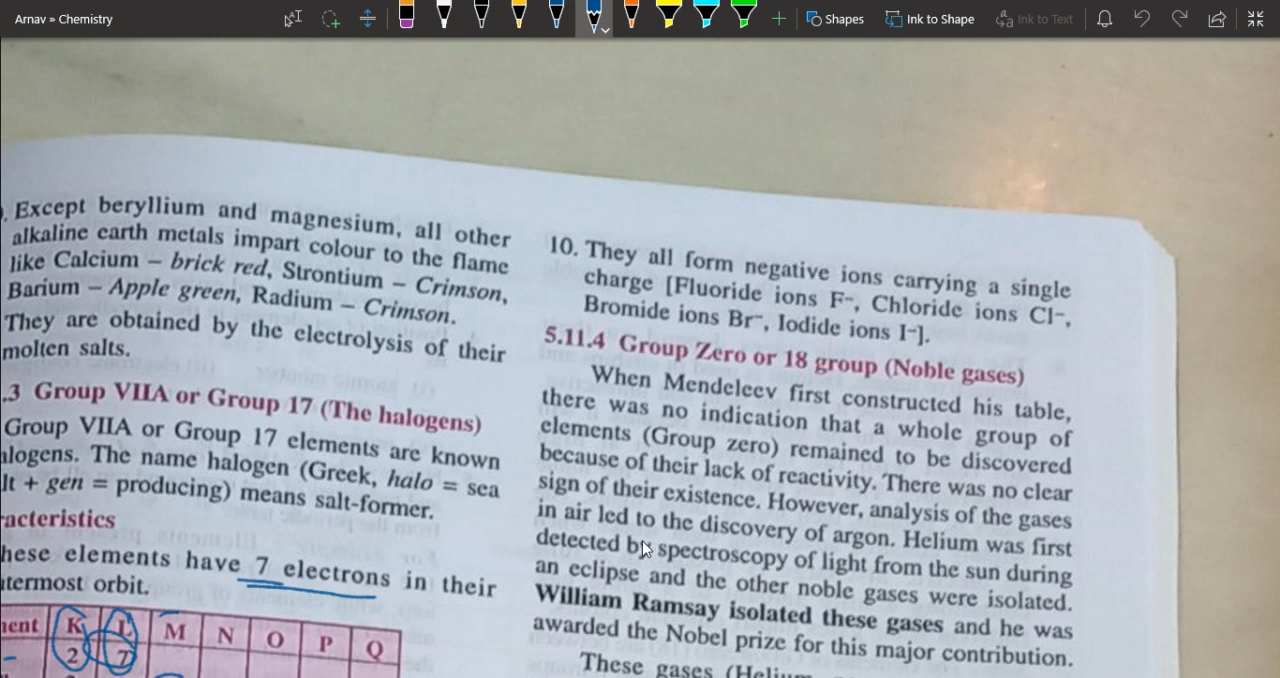 Arnav » Chemistry
Shapes
Ink to Shape
Ink to Text
. Except beryllium and magnesium, all other
alkaline earth metals impart colour to the flame
like Calcium – brick red, Strontium – Crimson,
Barium – Apple green, Radium – Crimson.
They are obtained by the electrolysis of their
molten salts.
.3 Group VIIA or Group 17 (The halogens)
Group VIIA or Group 17 elements are known
alogens. The name halogen (Greek, halo = sea
lt + gen = producing) means salt-former.
racteristics
hese elements have 7 electrons in their
utermost orbit.
nent K L M N O P Q
2 7
10. They all form negative ions carrying a single
charge [Fluoride ions F⁻, Chloride ions Cl⁻,
Bromide ions Br⁻, Iodide ions I⁻].
5.11.4 Group Zero or 18 group (Noble gases)
When Mendeleev first constructed his table,
there was no indication that a whole group of
elements (Group zero) remained to be discovered
because of their lack of reactivity. There was no clear
sign of their existence. However, analysis of the gases
in air led to the discovery of argon. Helium was first
detected by spectroscopy of light from the sun during
an eclipse and the other noble gases were isolated.
William Ramsay isolated these gases and he was
awarded the Nobel prize for this major contribution.
These gases (Helium